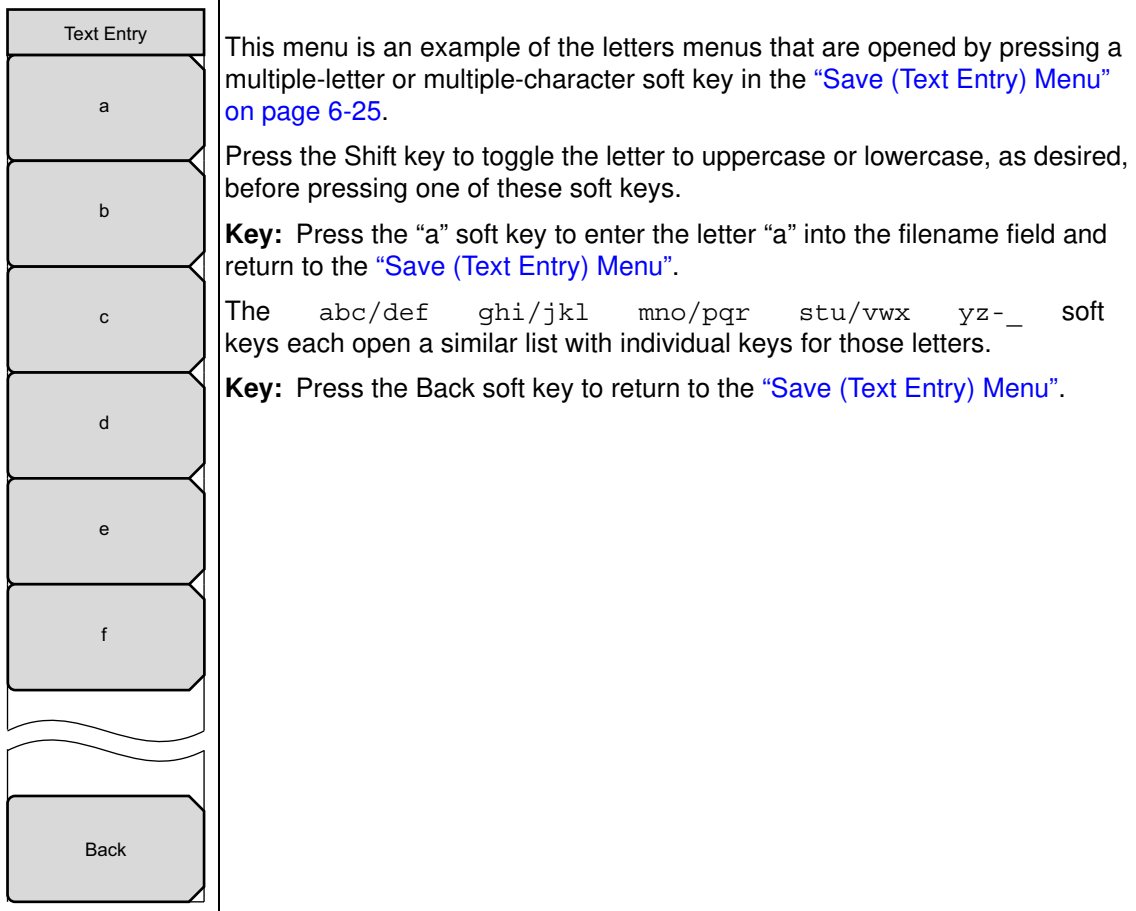 Text Entry
a
b
c
d
e
f
Back
This menu is an example of the letters menus that are opened by pressing a
multiple-letter or multiple-character soft key in the “Save (Text Entry) Menu”
on page 6-25.
Press the Shift key to toggle the letter to uppercase or lowercase, as desired,
before pressing one of these soft keys.
Key: Press the “a” soft key to enter the letter “a” into the filename field and
return to the “Save (Text Entry) Menu”.
The abc/def ghi/jkl mno/pqr stu/vwx yz-_ soft
keys each open a similar list with individual keys for those letters.
Key: Press the Back soft key to return to the “Save (Text Entry) Menu”.